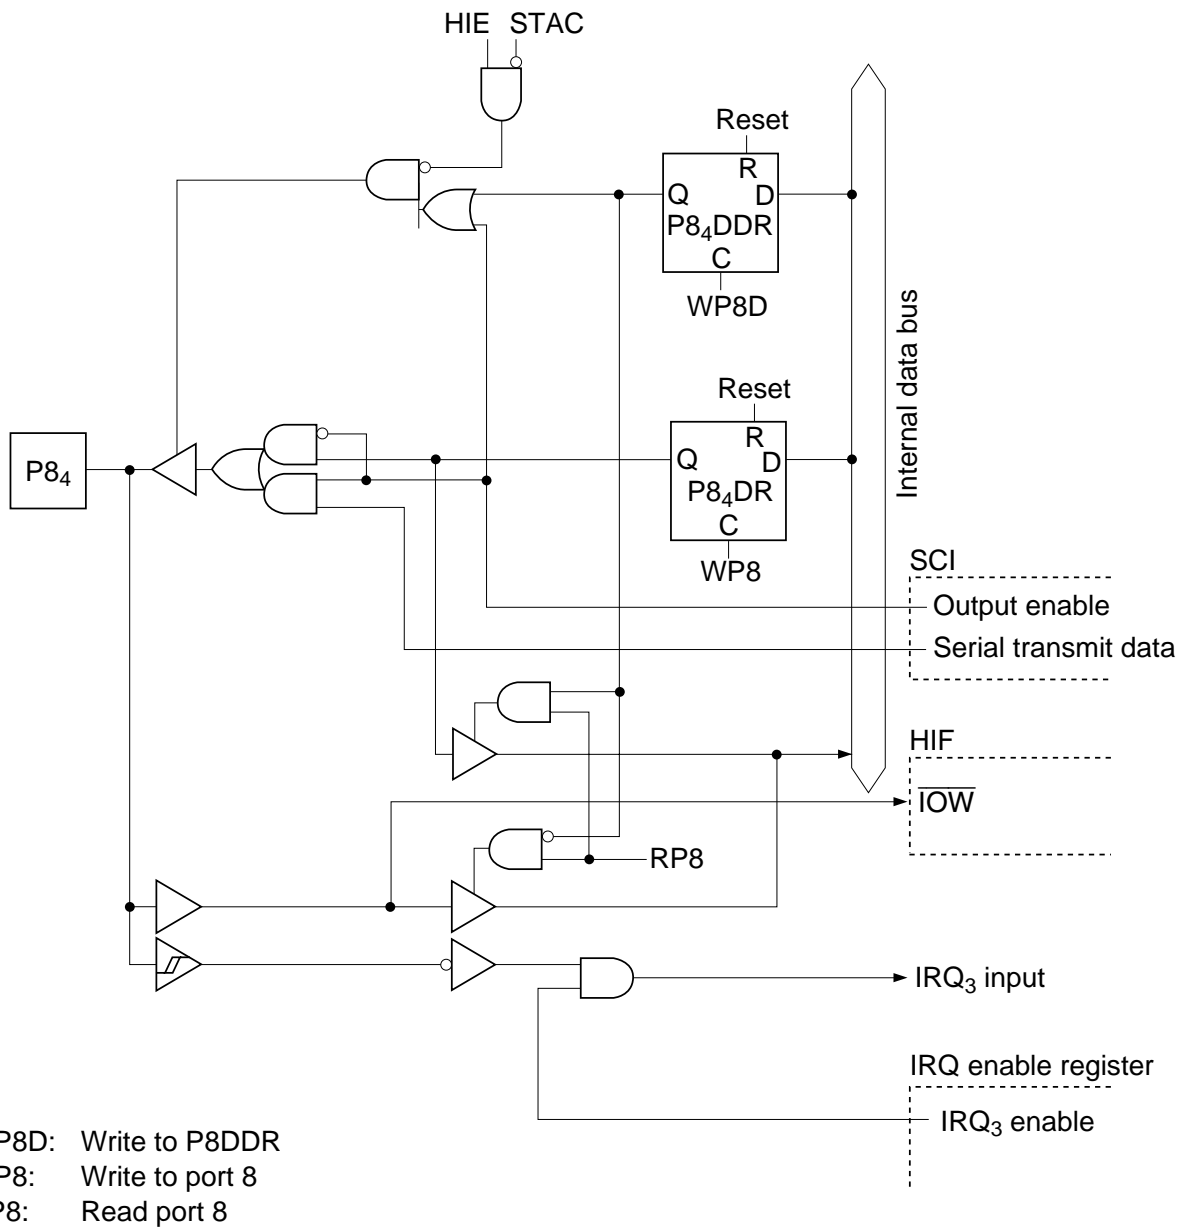 HIE STAC
Reset
R
Q D
P8₄DDR
C
WP8D
Internal data bus
Reset
R
Q D
P8₄DR
C
WP8
P8₄
SCI
Output enable
Serial transmit data
HIF
IOW
RP8
IRQ₃ input
IRQ enable register
IRQ₃ enable
P8D: Write to P8DDR
P8: Write to port 8
P8: Read port 8